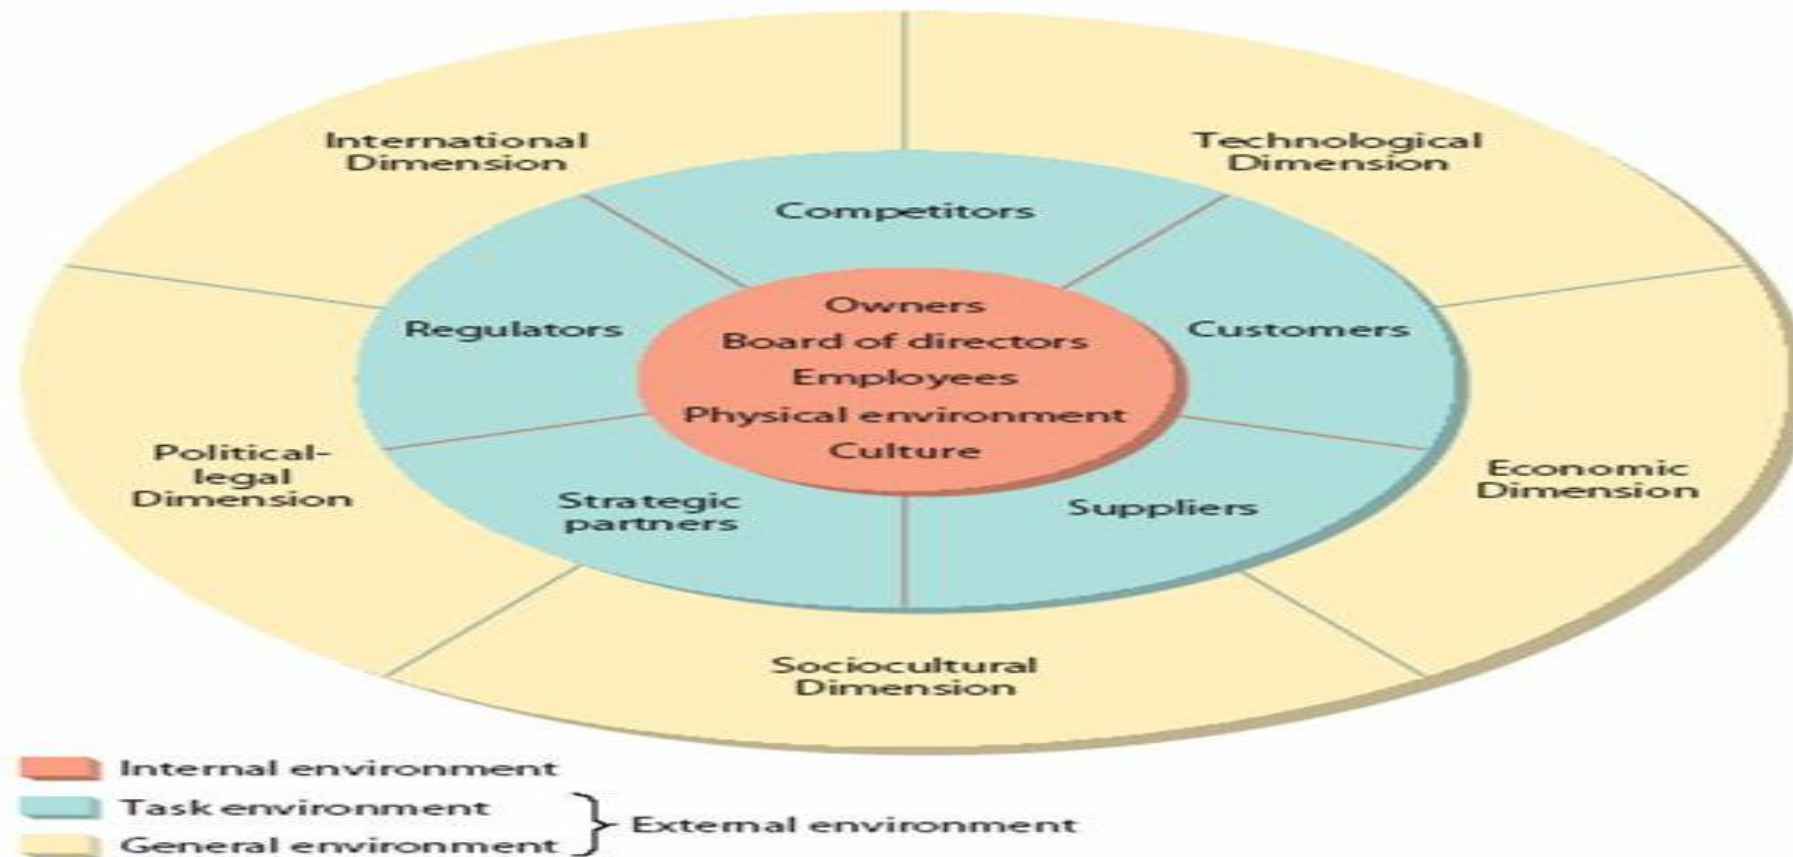 International
Dimension
Technological
Dimension
Competitors
Regulators
Owners
Board of directors
Employees
Physical environment
Culture
Customers
Political-
legal
Dimension
Strategic
partners
Suppliers
Economic
Dimension
Sociocultural
Dimension
Internal environment
Task environment
General environment
External environment